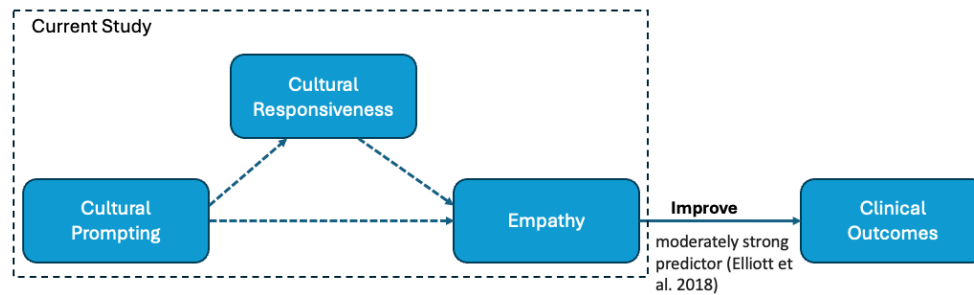 Current Study
Cultural
Responsiveness
Cultural
Prompting
Empathy
Improve
moderately strong
predictor (Elliott et
al. 2018)
Clinical
Outcomes